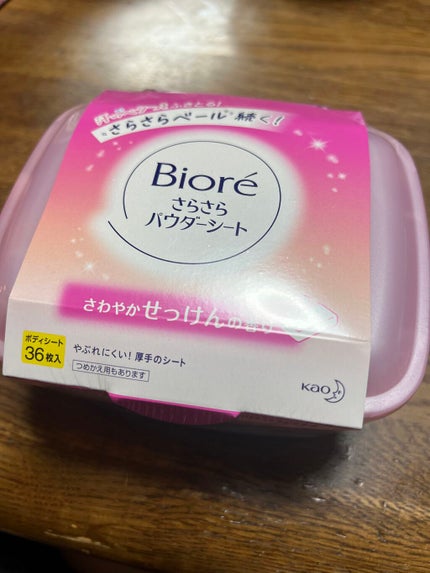 汗・ベタつきふきとる!
"さらさらベール"続く!
Bioré
さらさら
パウダーシート
さわやかせっけんの香り
ボディシート
36枚入
やぶれにくい!厚手のシート
つめかえ用もあります
Kao